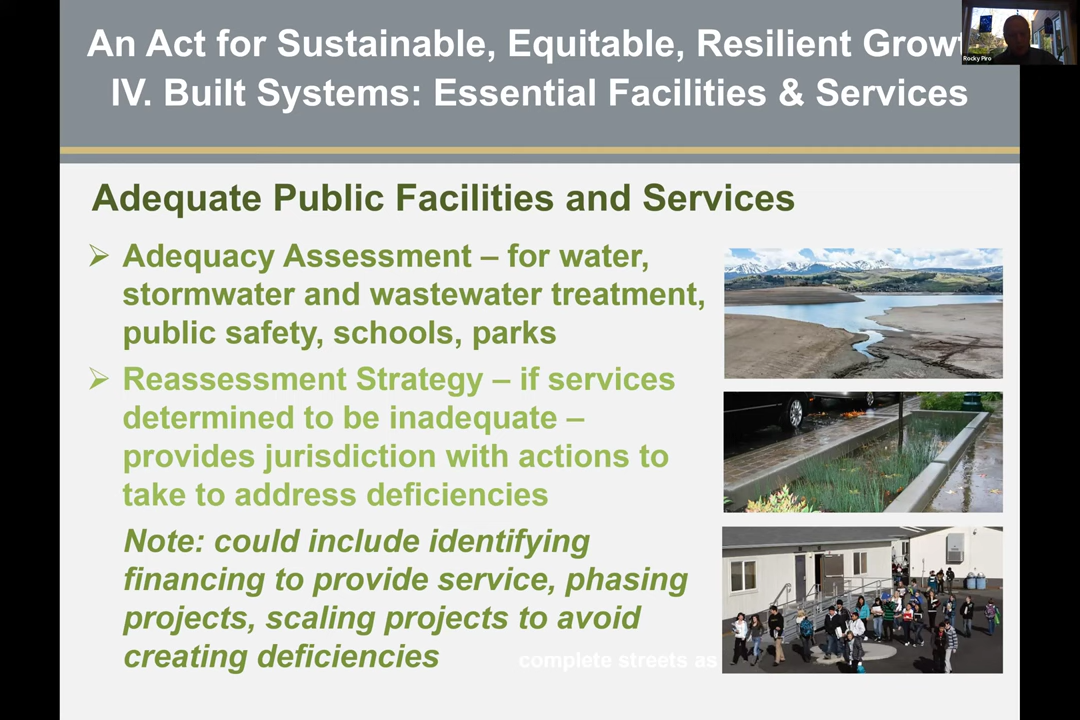 An Act for Sustainable, Equitable, Resilient Grow
IV. Built Systems: Essential Facilities & Services
Rocky Piro
Adequate Public Facilities and Services
➢ Adequacy Assessment – for water,
stormwater and wastewater treatment,
public safety, schools, parks
➢ Reassessment Strategy – if services
determined to be inadequate –
provides jurisdiction with actions to
take to address deficiencies
Note: could include identifying
financing to provide service, phasing
projects, scaling projects to avoid
creating deficiencies
complete streets as